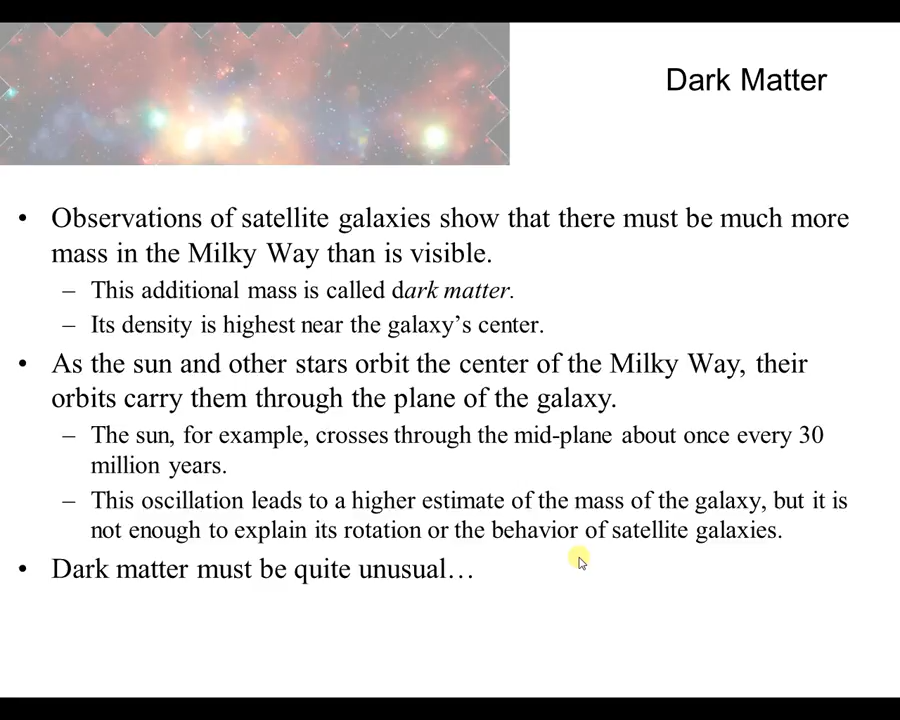 Dark Matter
• Observations of satellite galaxies show that there must be much more
mass in the Milky Way than is visible.
– This additional mass is called dark matter.
– Its density is highest near the galaxy's center.
• As the sun and other stars orbit the center of the Milky Way, their
orbits carry them through the plane of the galaxy.
– The sun, for example, crosses through the mid-plane about once every 30
million years.
– This oscillation leads to a higher estimate of the mass of the galaxy, but it is
not enough to explain its rotation or the behavior of satellite galaxies.
• Dark matter must be quite unusual…